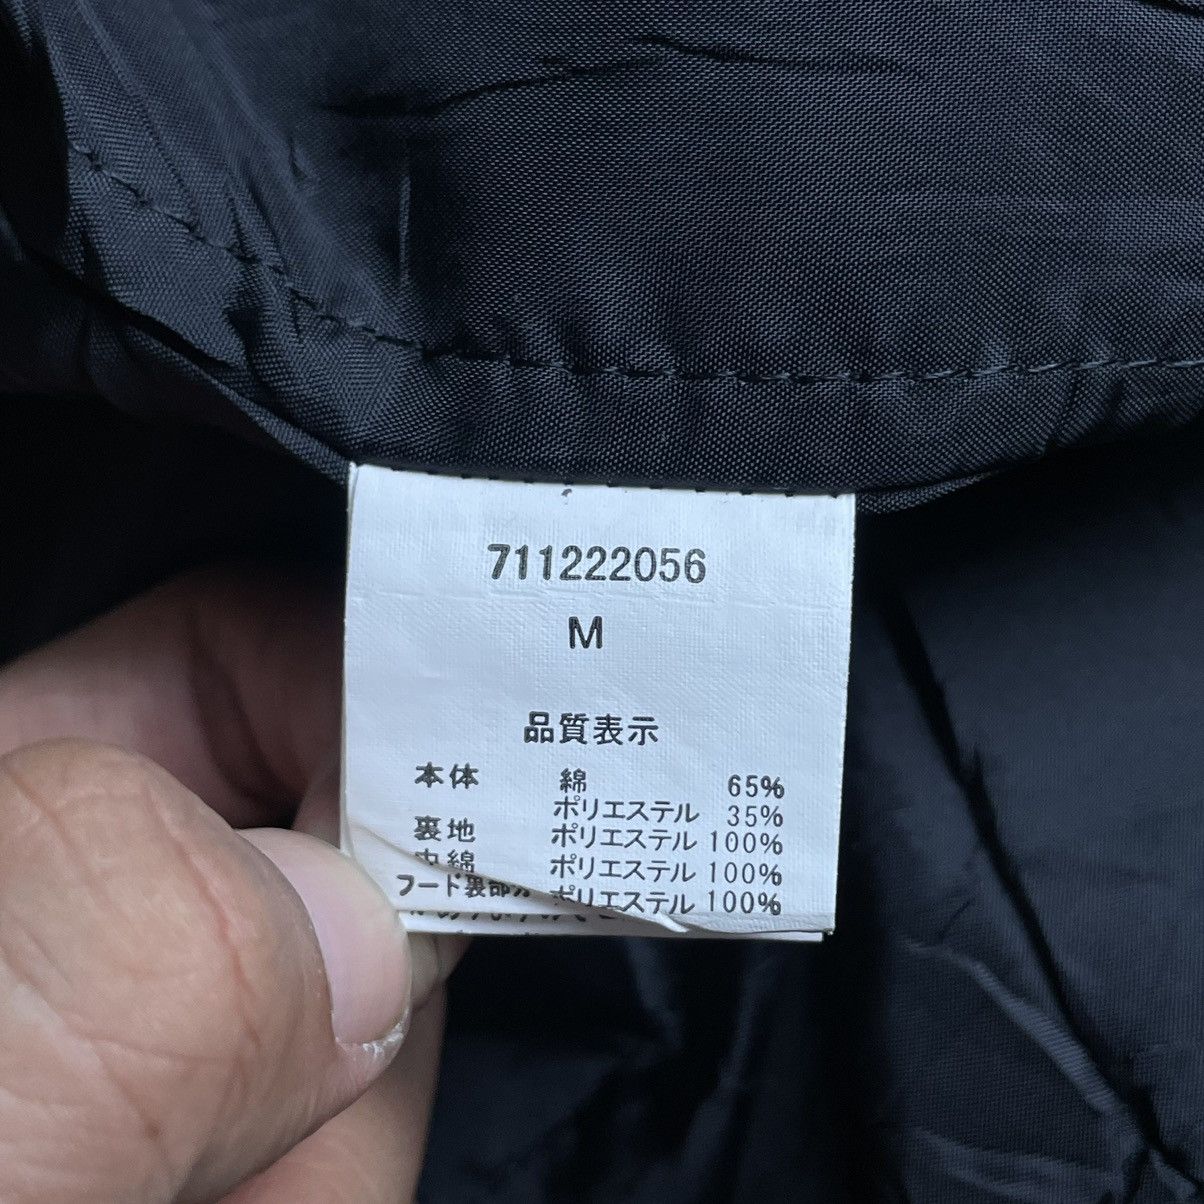 711222056
M
品質表示
本体 綿 65%
ポリエステル 35%
裏地 ポリエステル 100%
中綿 ポリエステル 100%
フード裏部分 ポリエステル 100%